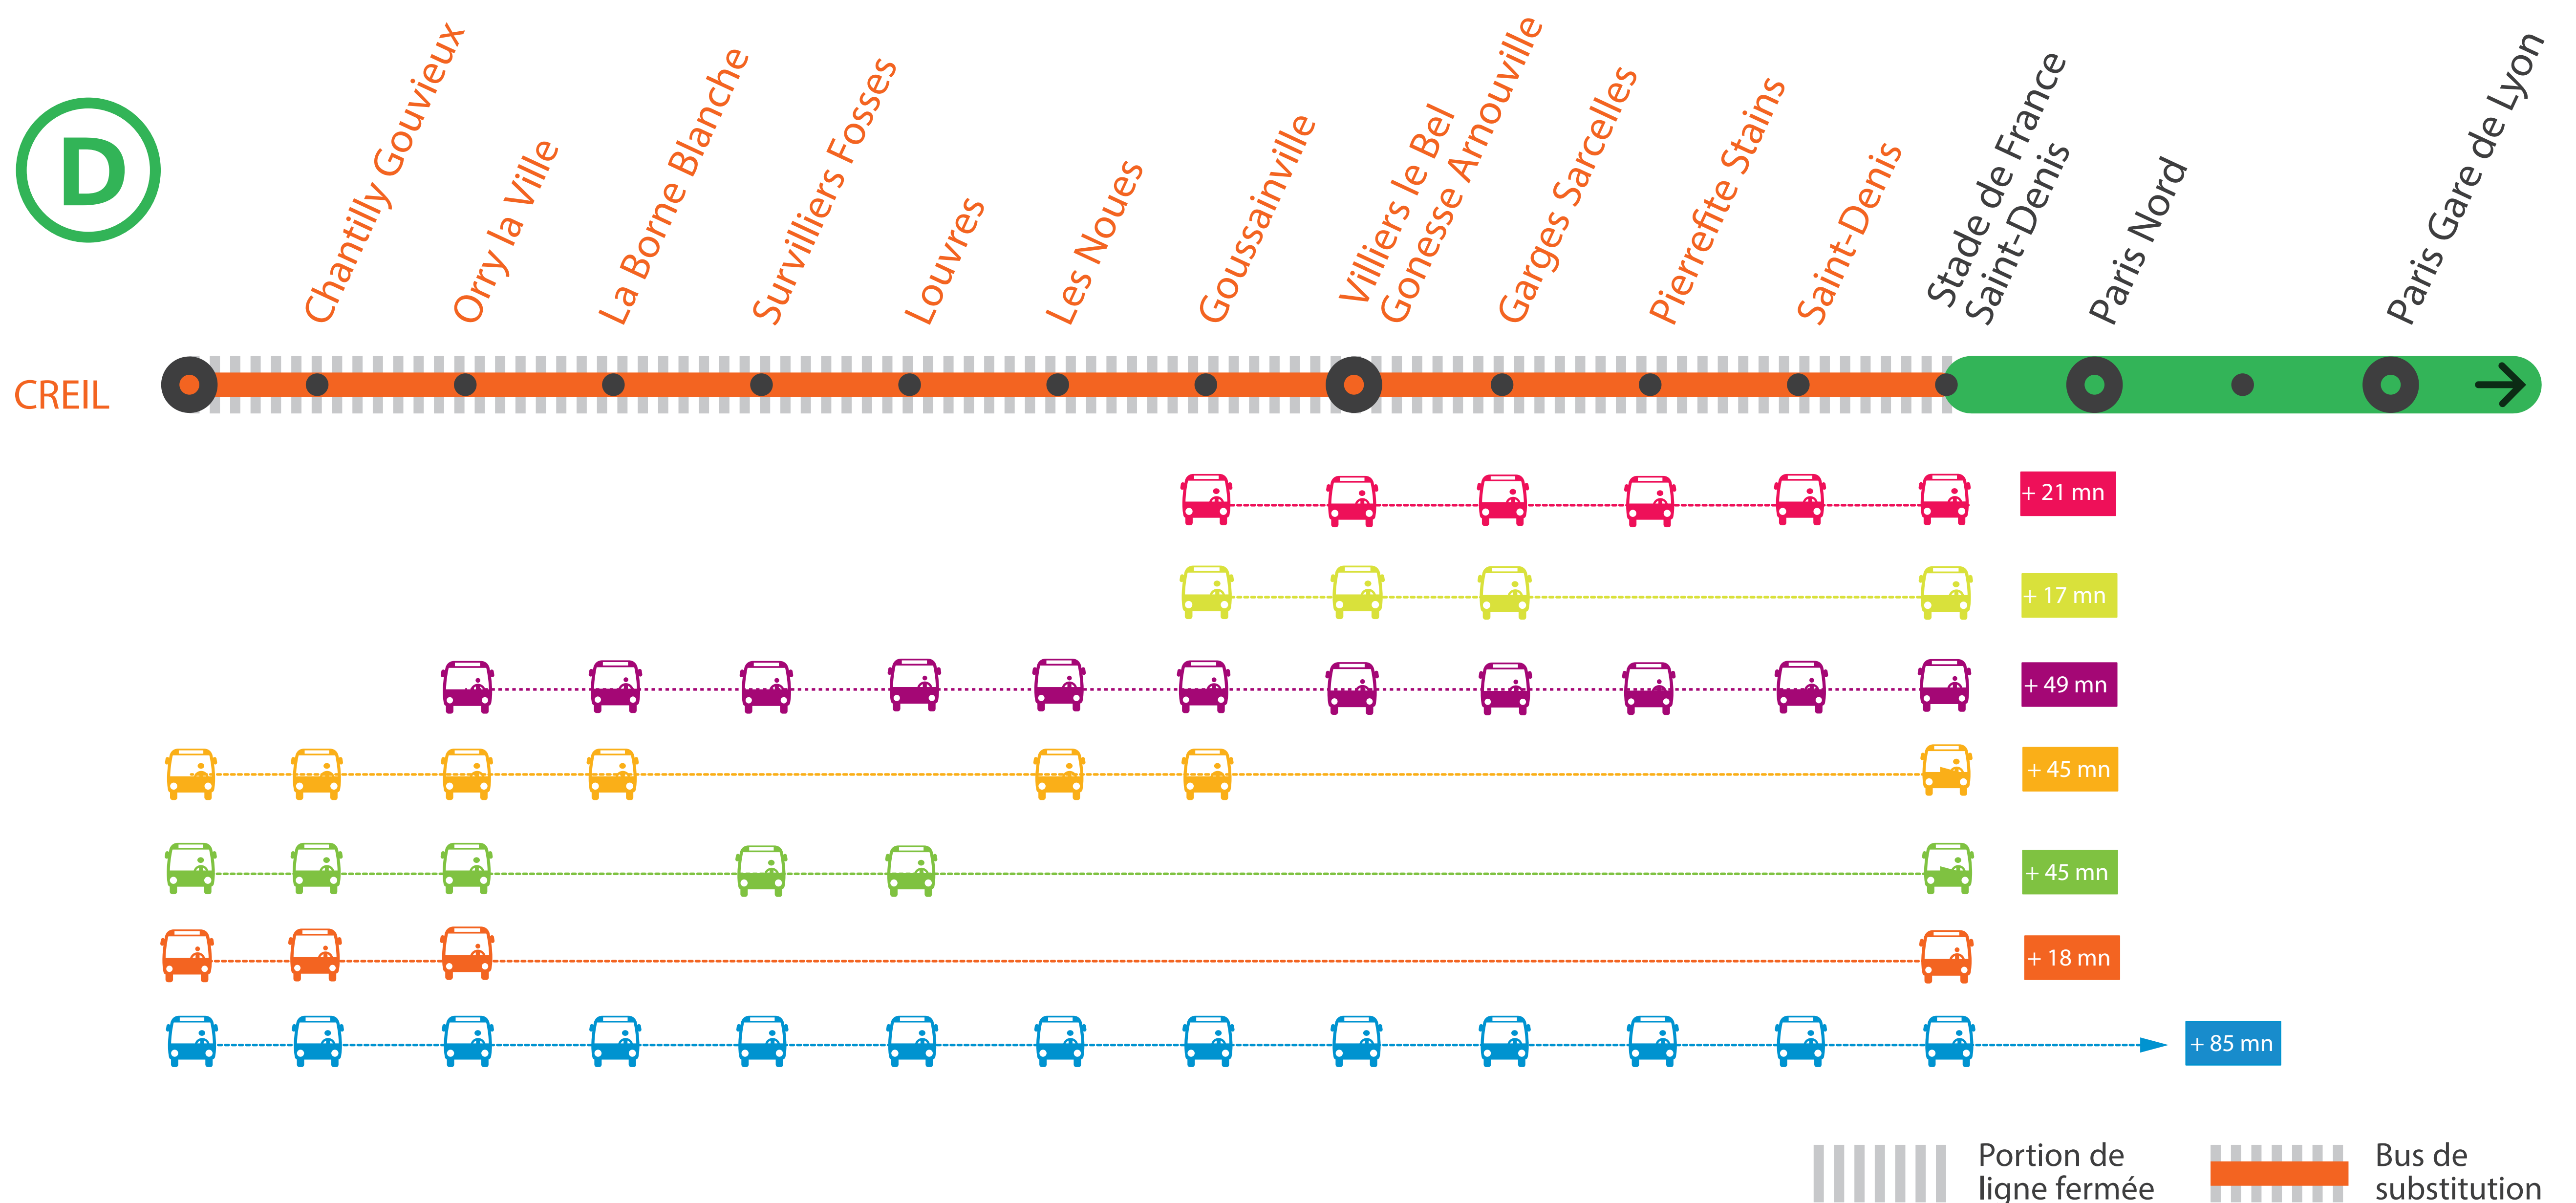 D
Chantilly Gouvieux
Orry la Ville
La Borne Blanche
Survilliers Fosses
Louvres
Les Noues
Goussainville
Villiers le Bel
Gonesse Arnouville
Garges Sarcelles
Pierrefite Stains
Saint-Denis
Stade de France
Saint-Denis
Paris Nord
Paris Gare de Lyon
CREIL
+ 21 mn
+ 17 mn
+ 49 mn
+ 45 mn
+ 45 mn
+ 18 mn
+ 85 mn
Portion de
ligne fermée
Bus de
substitution